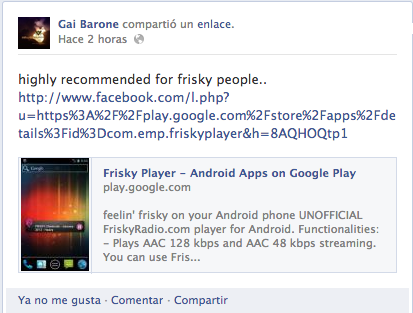 Gai Barone compartió un enlace.
Hace 2 horas
highly recommended for frisky people..
http://www.facebook.com/l.php?
u=https%3A%2F%2Fplay.google.com%2Fstore%2Fapps%2Fde
tails%3Fid%3Dcom.emp.friskyplayer&h=8AQHOQtp1
Frisky Player – Android Apps on Google Play
play.google.com
feelin' frisky on your Android phone UNOFFICIAL
FriskyRadio.com player for Android. Functionalities:
- Plays AAC 128 kbps and AAC 48 kbps streaming.
You can use Fris...
Ya no me gusta · Comentar · Compartir